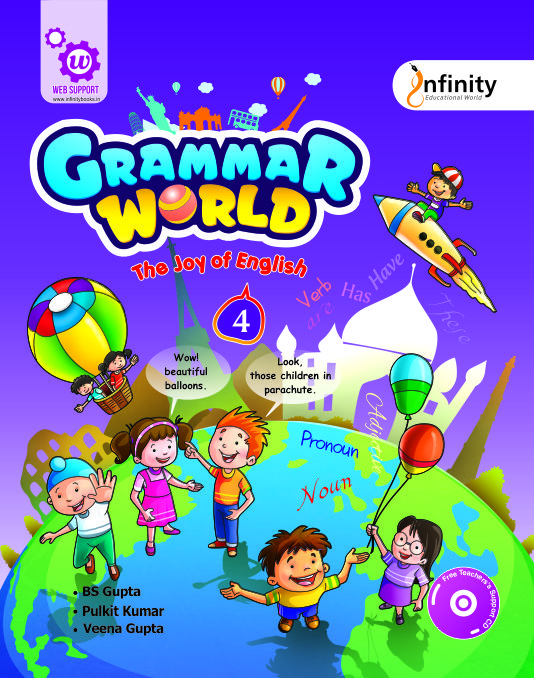 WEB SUPPORT
www.infinitybooks.in
Infinity
Educational World
GRAMMAR
WORLD
The Joy of English
4
Verb
are
Has
Have
These
Wow!
beautiful
balloons.
Look,
those children in
parachute.
Adjective
Pronoun
Noun
• BS Gupta
• Pulkit Kumar
• Veena Gupta
Free Teachers's Support CD